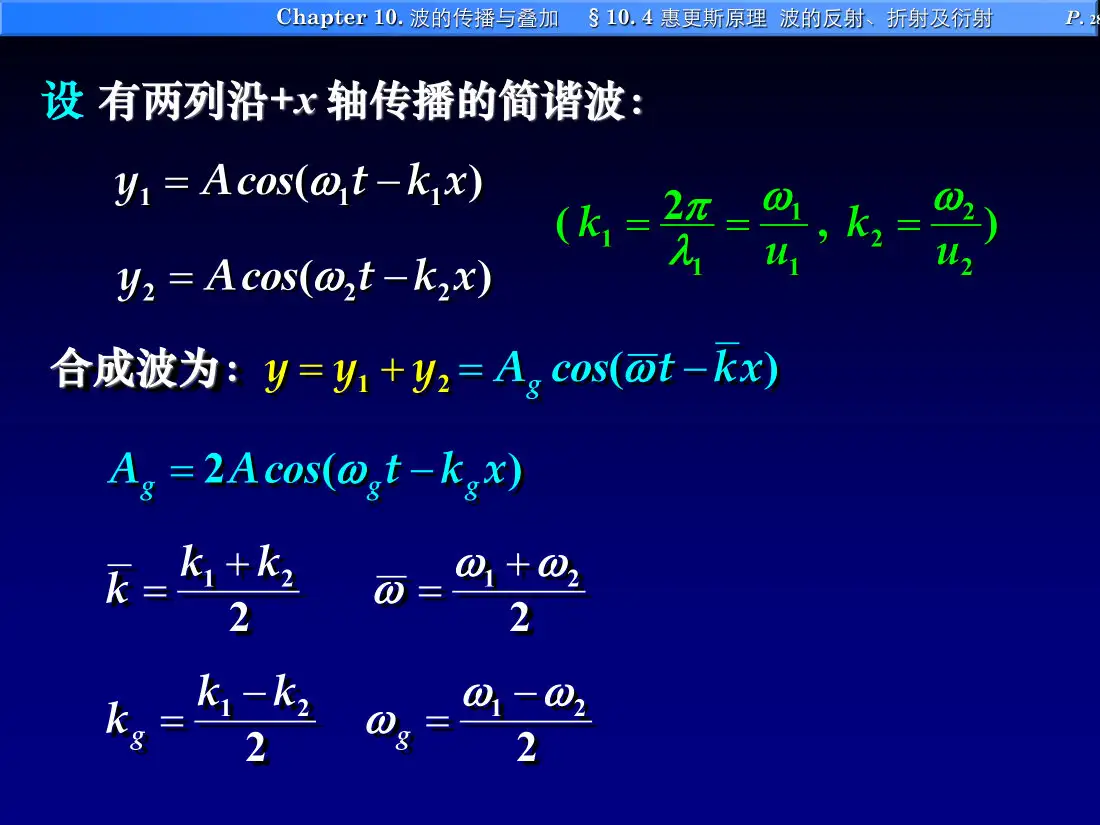 Chapter 10. 波的传播与叠加 §10. 4 惠更斯原理 波的反射、折射及衍射 P. 28
设 有两列沿+x 轴传播的简谐波：
y₁ = A cos(ω₁t − k₁x)
( k₁ = 2π/λ₁ = ω₁/u₁ , k₂ = ω₂/u₂ )
y₂ = A cos(ω₂t − k₂x)
合成波为： y = y₁ + y₂ = A_g cos(ω̅t − k̅x)
A_g = 2A cos(ω_g t − k_g x)
k̅ = (k₁ + k₂)/2 ω̅ = (ω₁ + ω₂)/2
k_g = (k₁ − k₂)/2 ω_g = (ω₁ − ω₂)/2